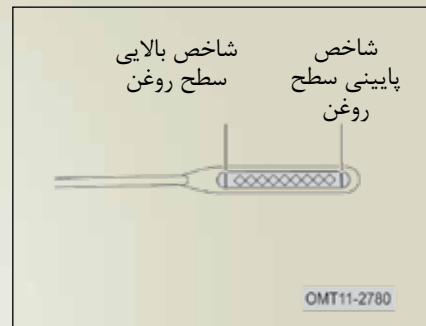 شاخص بالایی
سطح روغن
شاخص
پایینی سطح
روغن
OMT11-2780